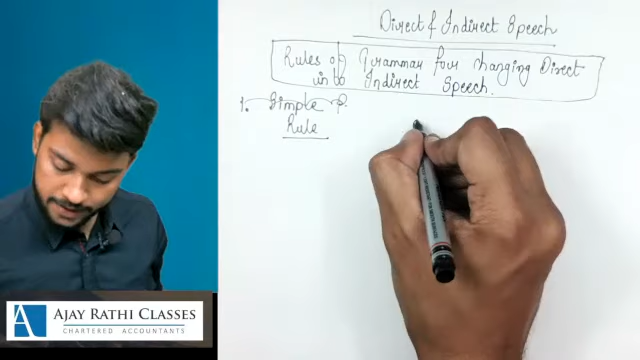 Direct & Indirect Speech
Rules of Grammar for Changing Direct
into Indirect Speech.
1. Simple
Rule
AJAY RATHI CLASSES
CHARTERED ACCOUNTANTS